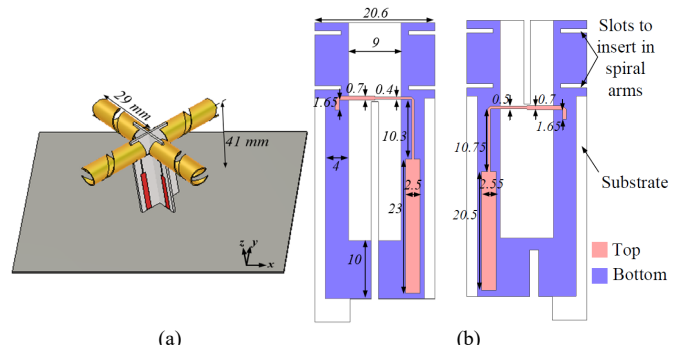 29 mm
41 mm
z
y
x
(a)
20.6
9
0.7
0.4
1.65
10.3
4
2.5
23
10
0.5
0.7
1.65
10.75
2.55
20.5
Slots to
insert in
spiral
arms
Substrate
Top
Bottom
(b)